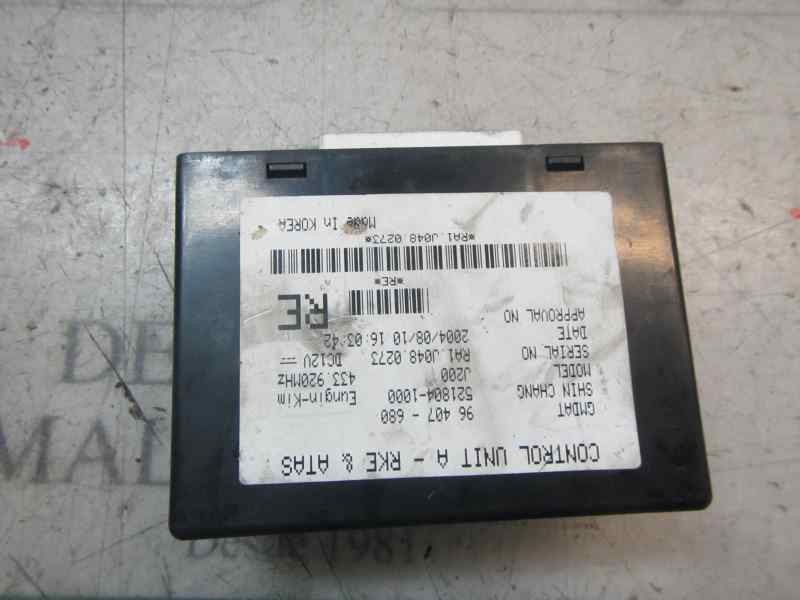 CONTROL UNIT A - RKE & ATAS
GMDAT 96 407 - 680
SHIN CHANG 521804-1000 Eungin-Kim
MODEL J200 433.920MHz
SERIAL NO RA1.J048.0273 DC12V
DATE 2004/08/10 16:03:42
APPROVAL NO
RE
*RE*
*RA1.J048.0273*
Made In KOREA
Desde 1981